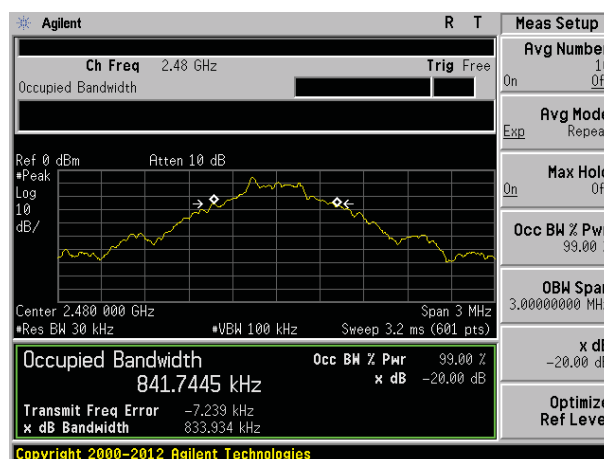 Agilent R T Meas Setup
Ch Freq 2.48 GHz Trig Free
Occupied Bandwidth
Ref 0 dBm Atten 10 dB
#Peak
Log
10
dB/
Center 2.480 000 GHz Span 3 MHz
#Res BW 30 kHz #VBW 100 kHz Sweep 3.2 ms (601 pts)
Occupied Bandwidth Occ BW % Pwr 99.00 %
841.7445 kHz x dB -20.00 dB
Transmit Freq Error -7.239 kHz
x dB Bandwidth 833.934 kHz
Copyright 2000-2012 Agilent Technologies
Avg Number
On
Avg Mode
Exp Repea
Max Hold
On Of
Occ BW % Pwr
99.00
OBW Span
3.00000000 MH
x dB
-20.00 d
Optimize
Ref Leve